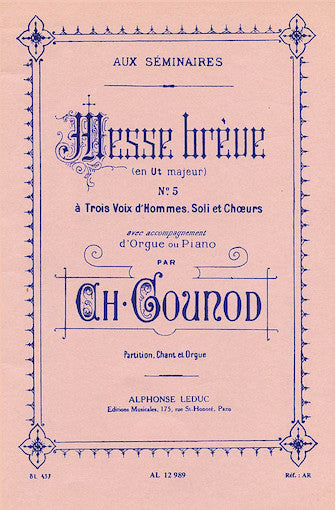 AUX SÉMINAIRES
Messe brève
(en Ut majeur)
No 5
à Trois Voix d'Hommes, Soli et Chœurs
avec accompagnement
d'Orgue ou Piano
PAR
CH. GOUNOD
Partition, Chant et Orgue
ALPHONSE LEDUC
Editions Musicales, 175, rue St-Honoré, Paris
Bl. 457
AL 12 989
Réf.: AR